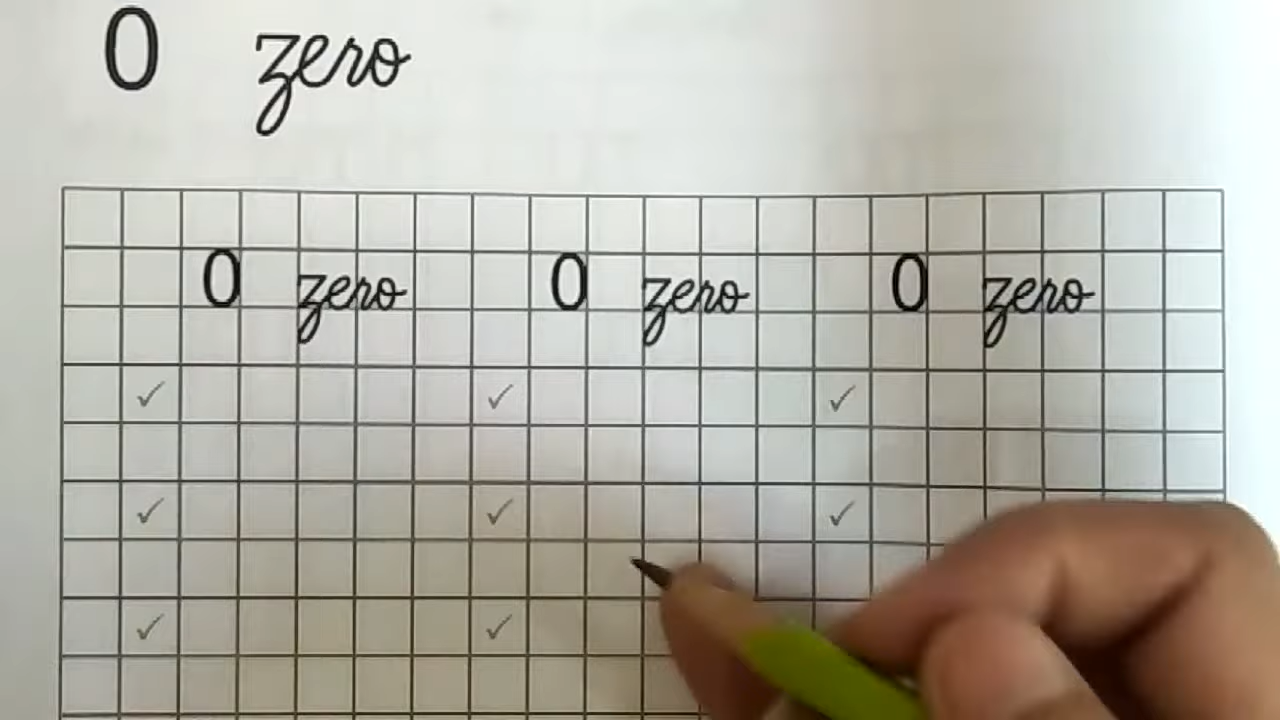 0 zero
0 zero 0 zero 0 zero
✓ ✓ ✓
✓ ✓ ✓
✓ ✓